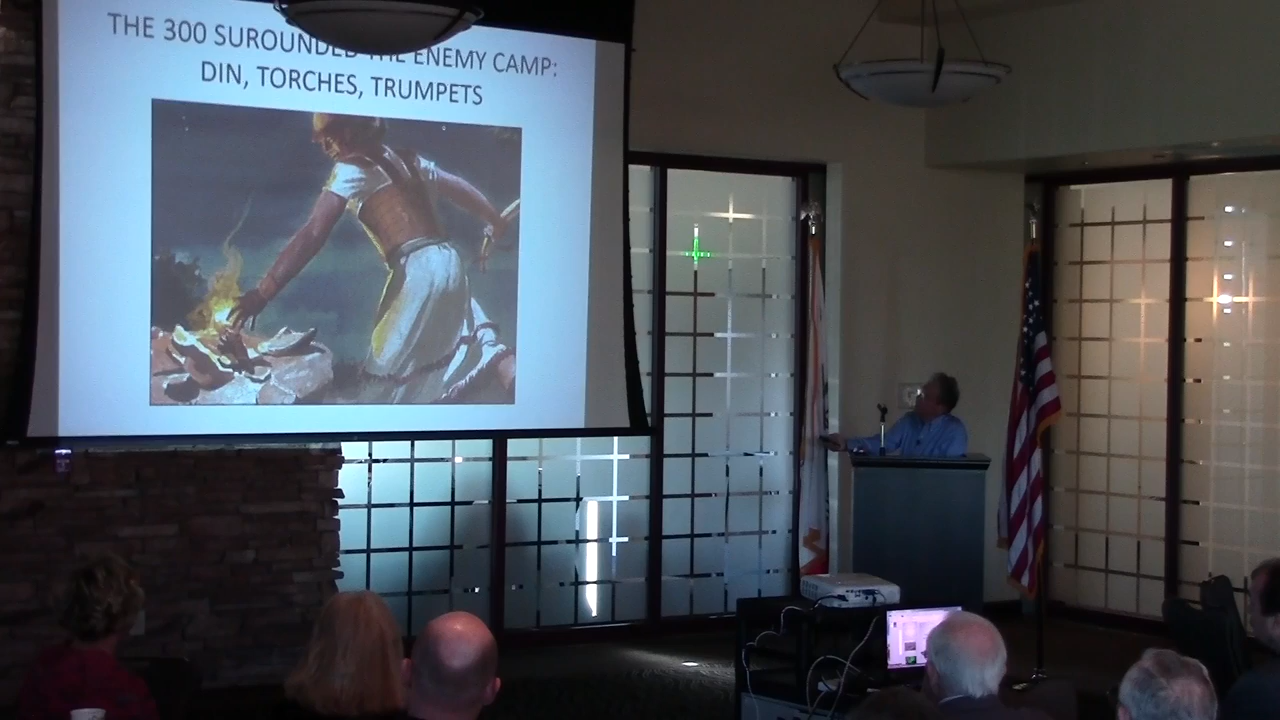 THE 300 SUROUNDED THE ENEMY CAMP:
DIN, TORCHES, TRUMPETS